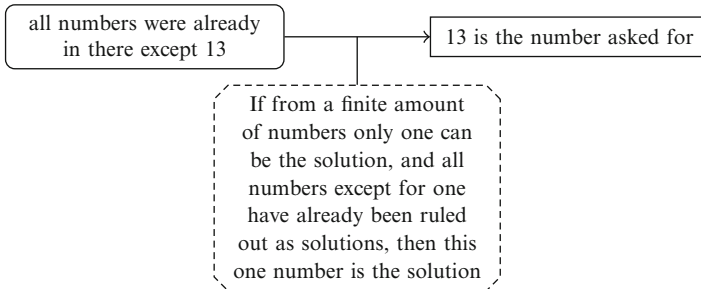 all numbers were already
in there except 13
13 is the number asked for
If from a finite amount
of numbers only one can
be the solution, and all
numbers except for one
have already been ruled
out as solutions, then this
one number is the solution